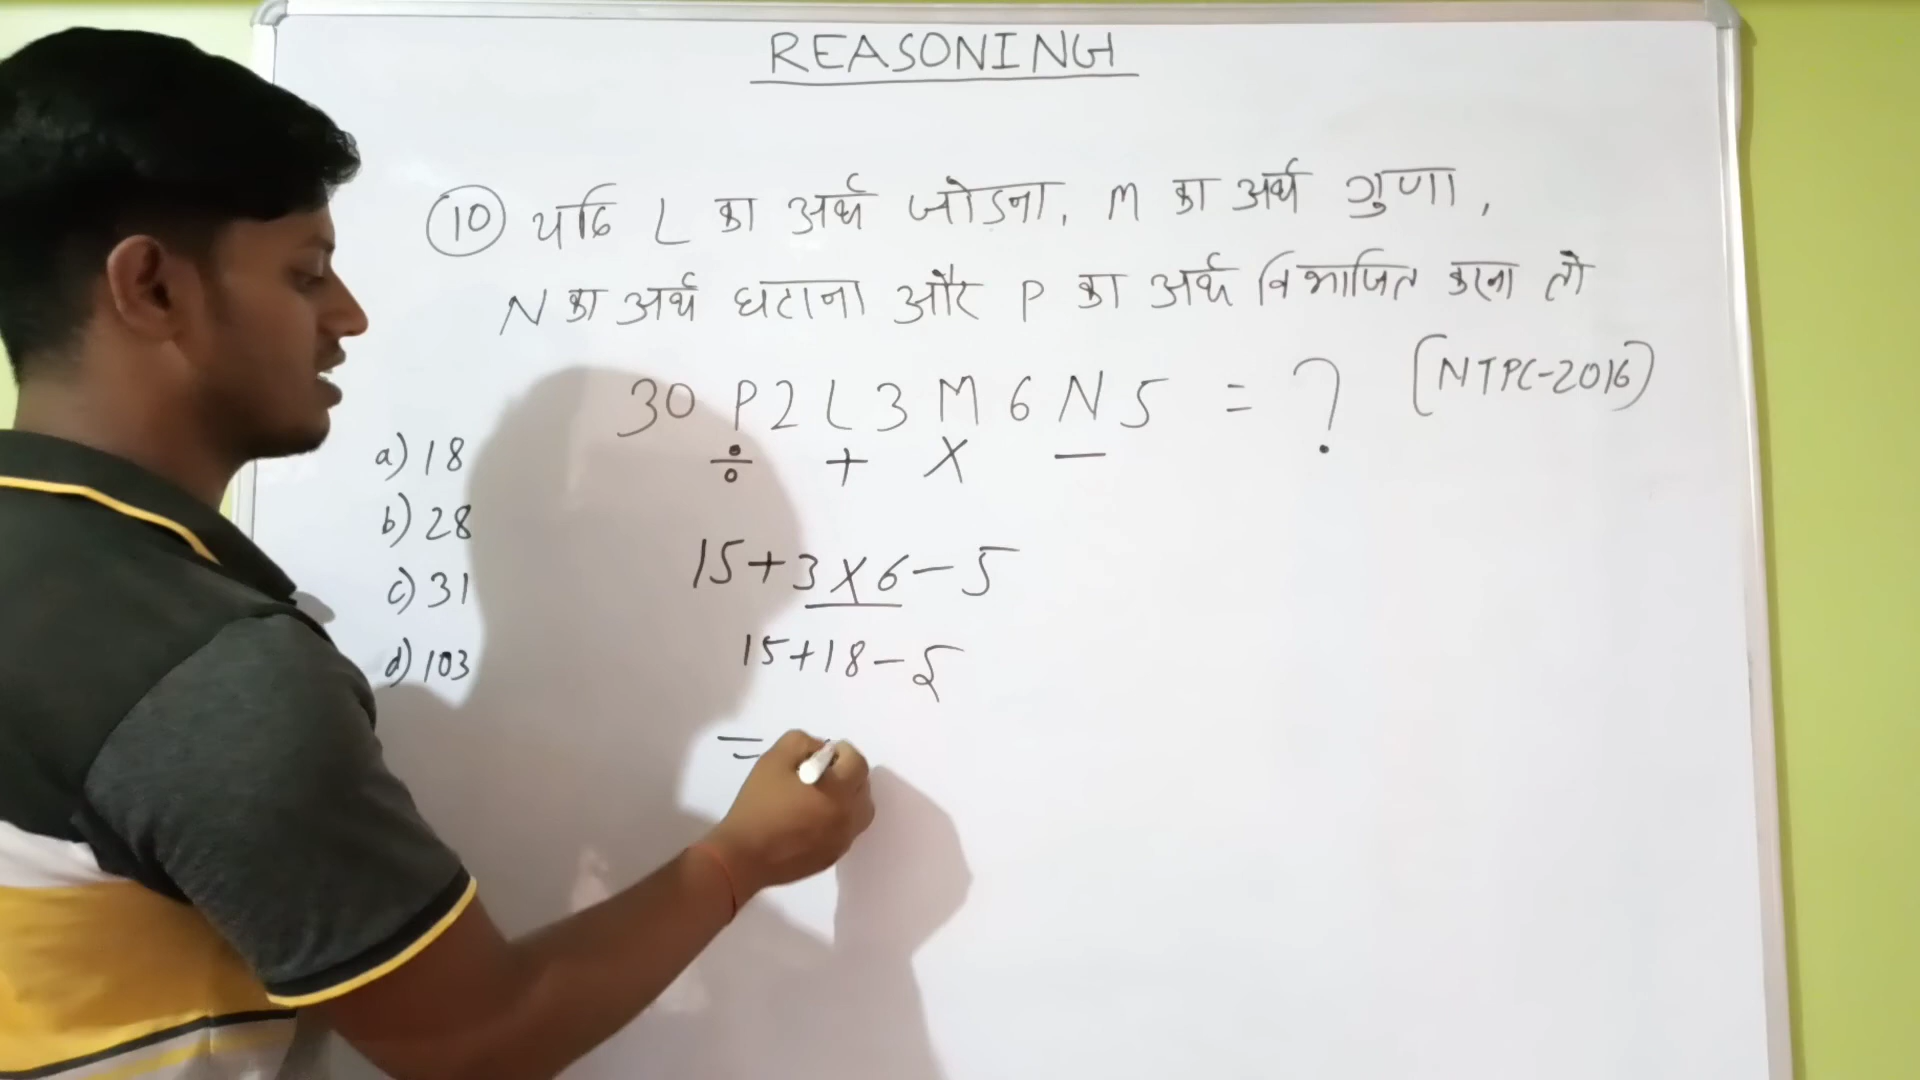 REASONING
(10) यदि L का अर्थ जोडना, M का अर्थ गुणा,
N का अर्थ घटाना और P का अर्थ विभाजित करना तो
30 P 2 L 3 M 6 N 5 = ? [NTPC-2016)
÷ + × −
a) 18
b) 28
c) 31
d) 103
15+3×6−5
15+18−5
=